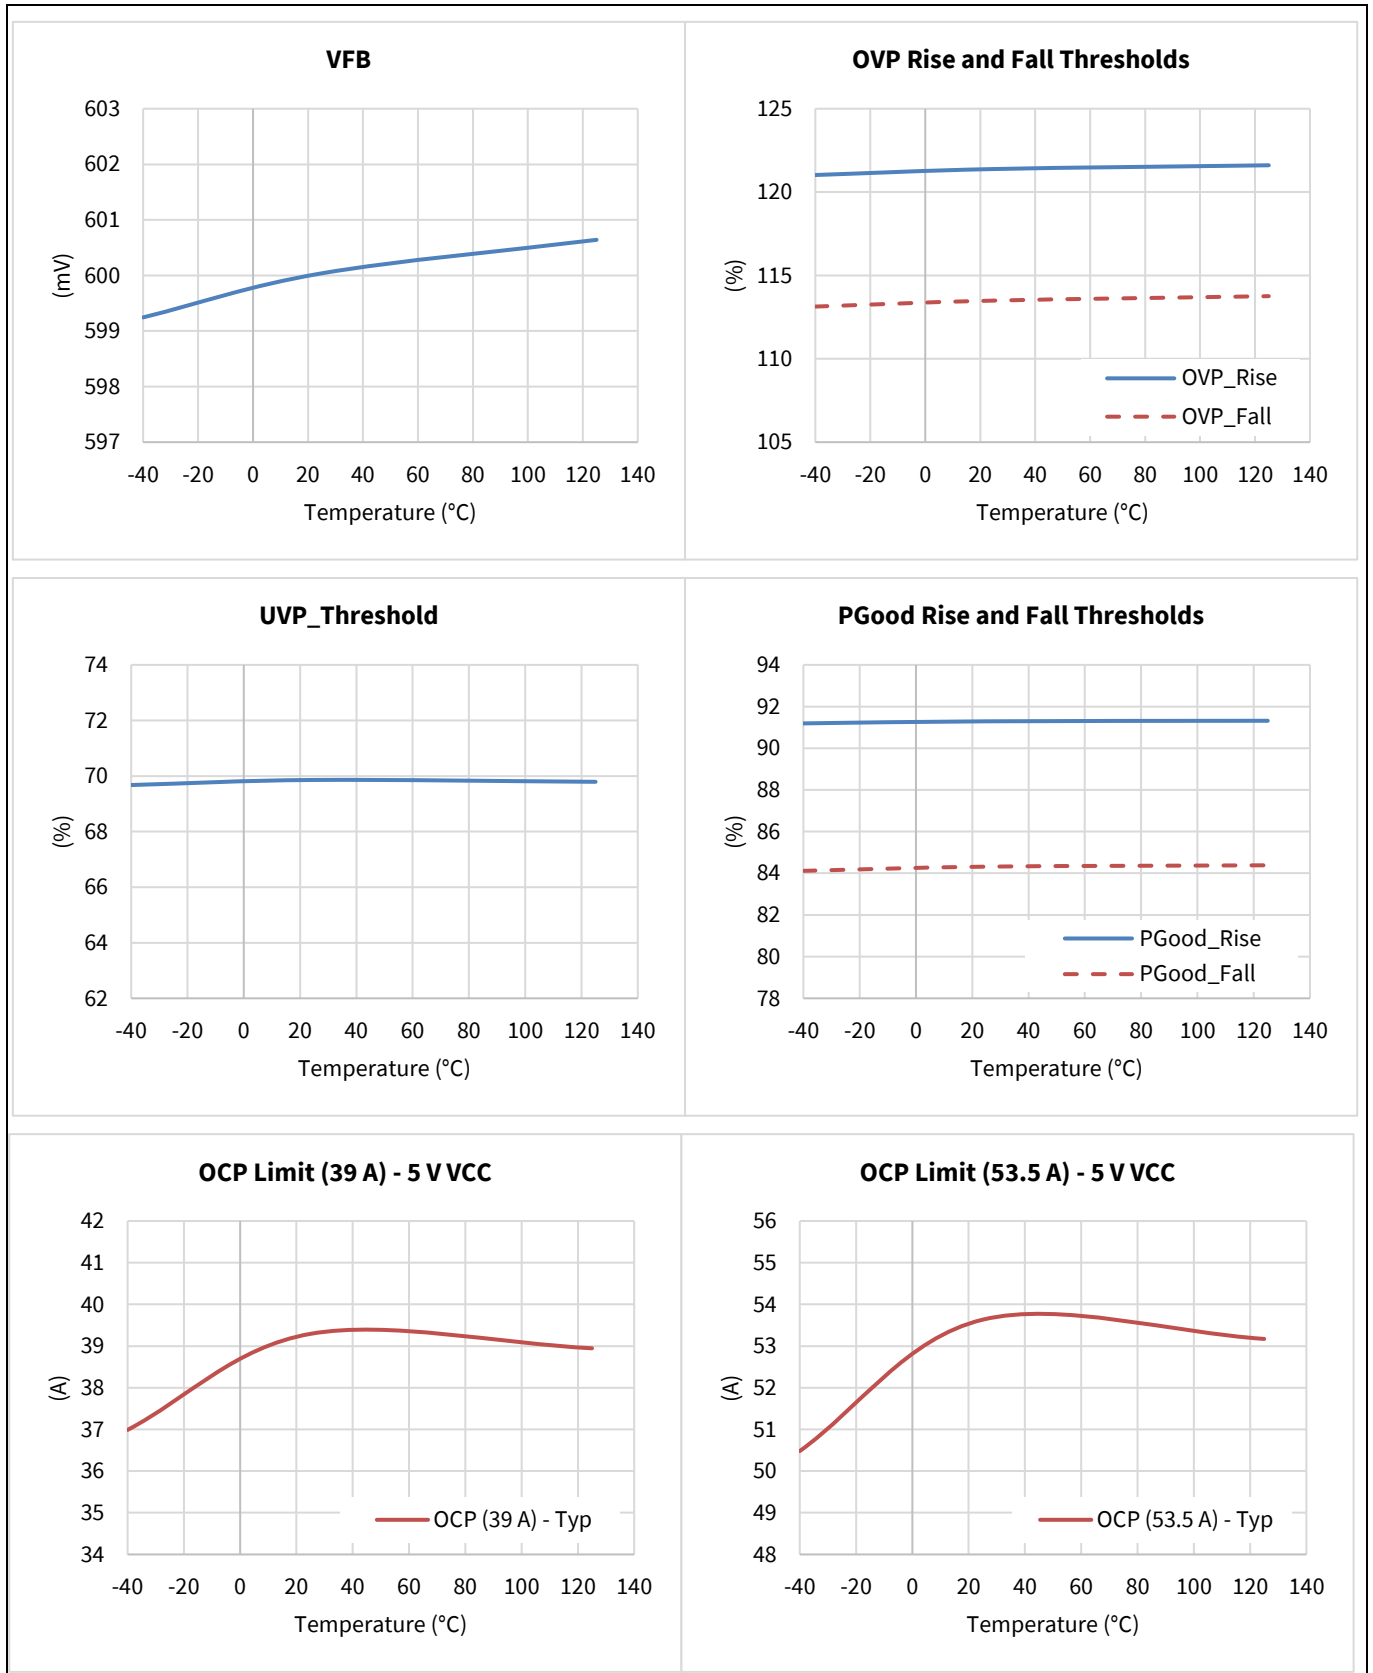 VFB
603
602
601
600
599
598
597
(mV)
-40 -20 0 20 40 60 80 100 120 140
Temperature (°C)
OVP Rise and Fall Thresholds
125
120
115
110
105
(%)
OVP_Rise
OVP_Fall
-40 -20 0 20 40 60 80 100 120 140
Temperature (°C)
UVP_Threshold
74
72
70
68
66
64
62
(%)
-40 -20 0 20 40 60 80 100 120 140
Temperature (°C)
PGood Rise and Fall Thresholds
94
92
90
88
86
84
82
80
78
(%)
PGood_Rise
PGood_Fall
-40 -20 0 20 40 60 80 100 120 140
Temperature (°C)
OCP Limit (39 A) - 5 V VCC
42
41
40
39
38
37
36
35
34
(A)
OCP (39 A) - Typ
-40 -20 0 20 40 60 80 100 120 140
Temperature (°C)
OCP Limit (53.5 A) - 5 V VCC
56
55
54
53
52
51
50
49
48
(A)
OCP (53.5 A) - Typ
-40 -20 0 20 40 60 80 100 120 140
Temperature (°C)